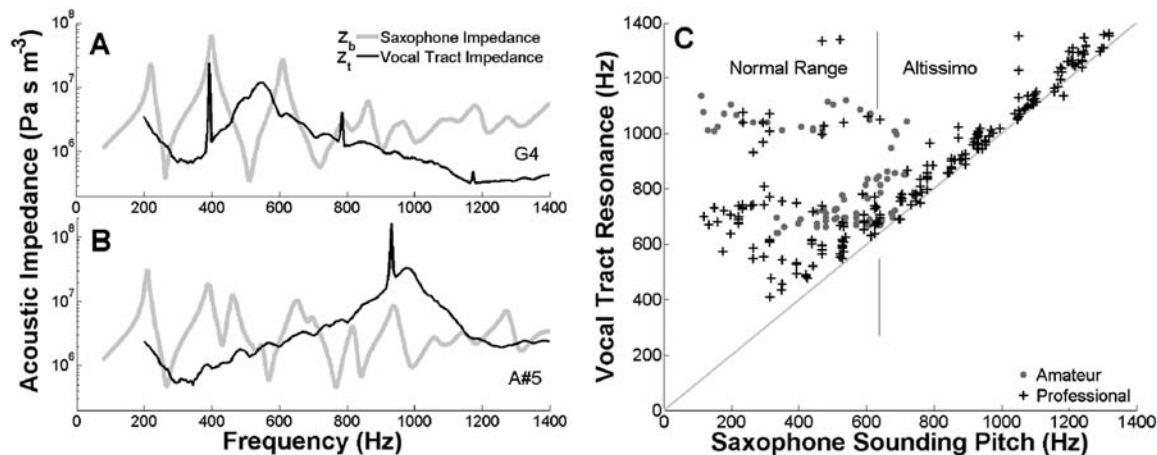 A
Z_b Saxophone Impedance
Z_t Vocal Tract Impedance
G4
10^8
10^7
10^6
B
A#5
10^8
10^7
10^6
0 200 400 600 800 1000 1200 1400
Acoustic Impedance (Pa s m^-3)
Frequency (Hz)
C
Normal Range
Altissimo
1400
1200
1000
800
600
400
200
0
0 200 400 600 800 1000 1200 1400
Amateur
Professional
Vocal Tract Resonance (Hz)
Saxophone Sounding Pitch (Hz)